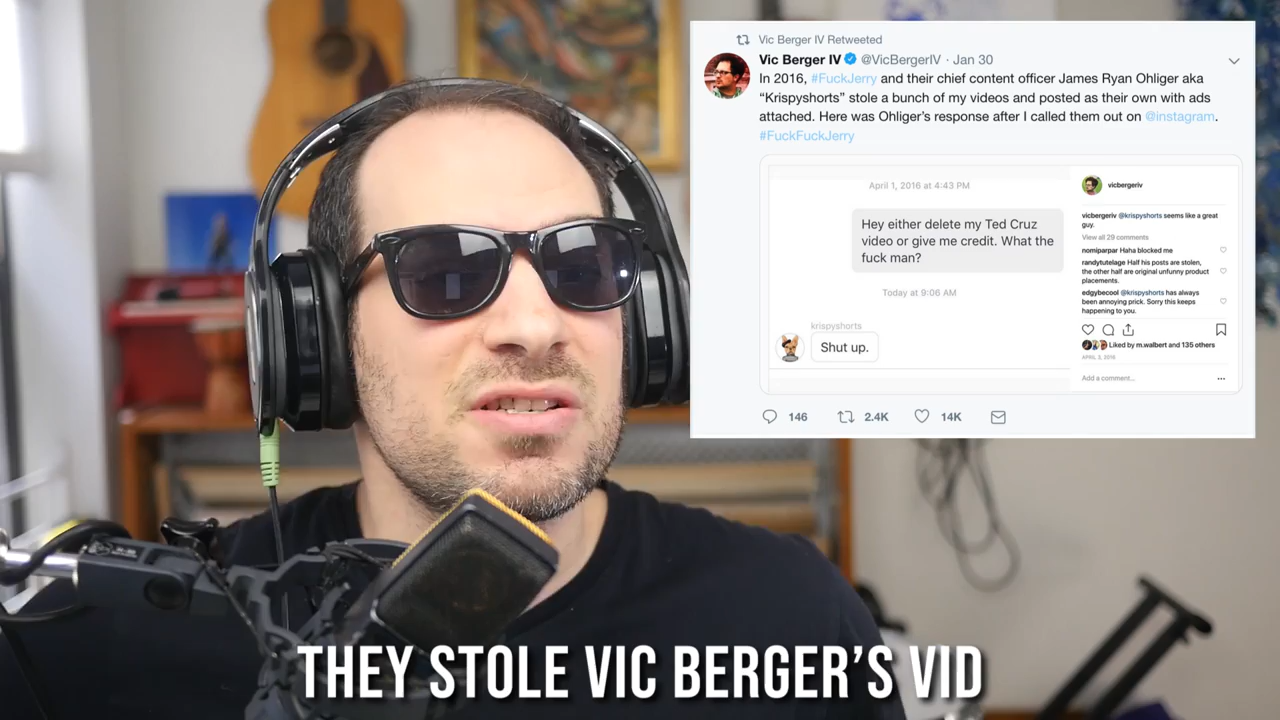 Vic Berger IV Retweeted
Vic Berger IV @VicBergerIV · Jan 30
In 2016, #FuckJerry and their chief content officer James Ryan Ohliger aka
“Krispyshorts” stole a bunch of my videos and posted as their own with ads
attached. Here was Ohliger’s response after I called them out on @instagram.
#FuckFuckJerry
April 1, 2016 at 4:43 PM
Hey either delete my Ted Cruz
video or give me credit. What the
fuck man?
Today at 9:06 AM
krispyshorts
Shut up.
vicbergeriv
vicbergeriv @krispyshorts seems like a great
guy.
View all 29 comments
nomiparpar Haha blocked me
randytutelage Half his posts are stolen,
the other half are original unfunny product
placements.
edgybecool @krispyshorts has always
been annoying prick. Sorry this keeps
happening to you.
Liked by m.walbert and 135 others
APRIL 3, 2016
Add a comment...
146 2.4K 14K
THEY STOLE VIC BERGER’S VID